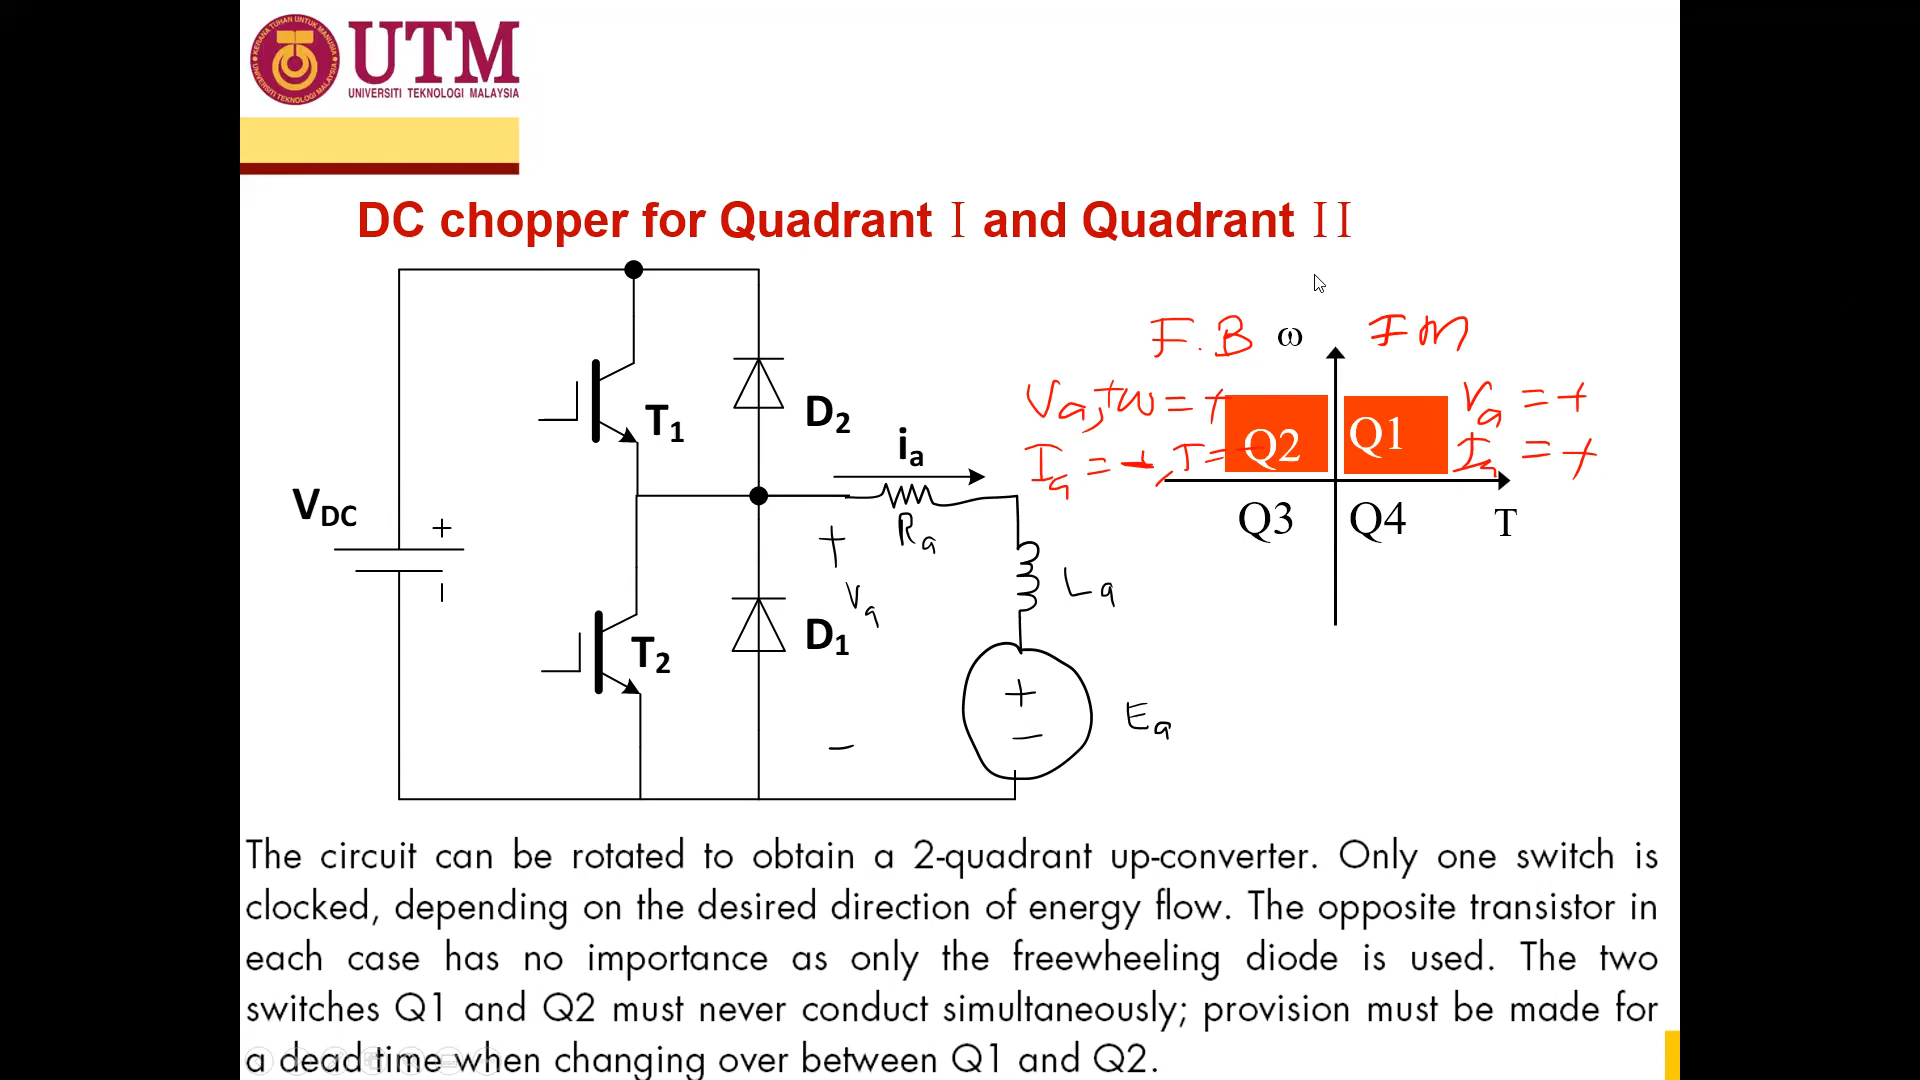 UTM
UNIVERSITI TEKNOLOGI MALAYSIA
DC chopper for Quadrant I and Quadrant II
F.B ω FM
Va,+ω = + Va = +
Q2 Q1
Ia = -, T = - Ia = +
Q3 Q4 T
T1
D2
ia
VDC
+
Ra
+
Va
La
T2
D1
+
-
Ea
-
The circuit can be rotated to obtain a 2-quadrant up-converter. Only one switch is
clocked, depending on the desired direction of energy flow. The opposite transistor in
each case has no importance as only the freewheeling diode is used. The two
switches Q1 and Q2 must never conduct simultaneously; provision must be made for
a dead time when changing over between Q1 and Q2.